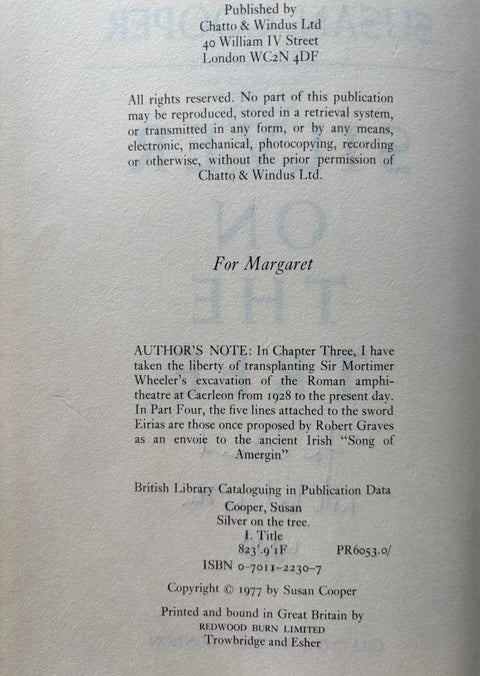 Published by
Chatto & Windus Ltd
40 William IV Street
London WC2N 4DF
All rights reserved. No part of this publication
may be reproduced, stored in a retrieval system,
or transmitted in any form, or by any means,
electronic, mechanical, photocopying, recording
or otherwise, without the prior permission of
Chatto & Windus Ltd.
For Margaret
AUTHOR'S NOTE: In Chapter Three, I have
taken the liberty of transplanting Sir Mortimer
Wheeler's excavation of the Roman amphi-
theatre at Caerleon from 1928 to the present day.
In Part Four, the five lines attached to the sword
Eirias are those once proposed by Robert Graves
as an envoie to the ancient Irish "Song of
Amergin"
British Library Cataloguing in Publication Data
Cooper, Susan
Silver on the tree.
I. Title
823'.9'1F PR6053.0/
ISBN 0-7011-2230-7
Copyright © 1977 by Susan Cooper
Printed and bound in Great Britain by
REDWOOD BURN LIMITED
Trowbridge and Esher